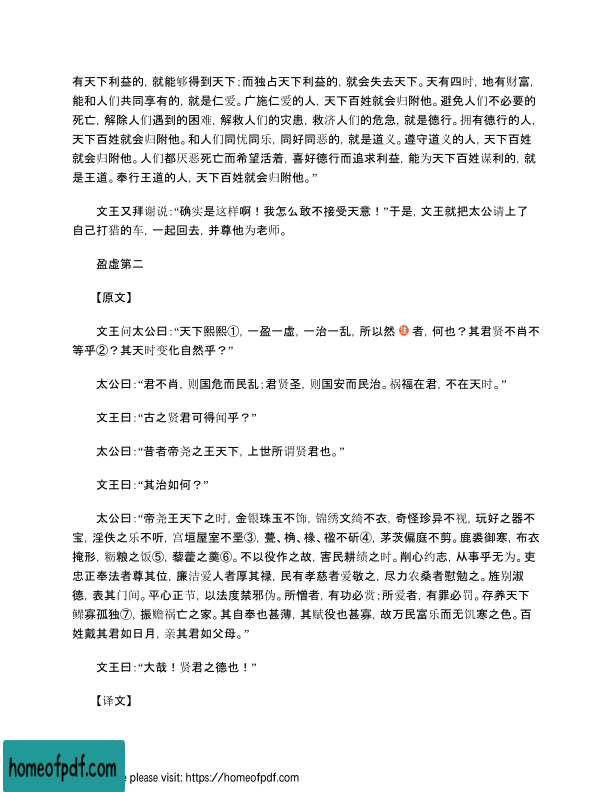 有天下利益的，就能够得到天下；而独占天下利益的，就会失去天下。天有四时，地有财富，
能和人们共同享有的，就是仁爱。广施仁爱的人，天下百姓就会归附他。避免人们不必要的
死亡，解除人们遇到的困难，解救人们的灾患，救济人们的危急，就是德行。拥有德行的人，
天下百姓就会归附他。和人们同忧同乐，同好同恶的，就是道义。遵守道义的人，天下百姓
就会归附他。人们都厌恶死亡而希望活着，喜好德行而追求利益，能为天下百姓谋利的，就
是王道。奉行王道的人，天下百姓就会归附他。”
文王又拜谢说：“确实是这样啊！我怎么敢不接受天意！”于是，文王就把太公请上了
自己打猎的车，一起回去，并尊他为老师。
盈虚第二
【原文】
文王问太公曰：“天下熙熙①，一盈一虚，一治一乱，所以然 注 者，何也？其君贤不肖不
等乎②？其天时变化自然乎？”
太公曰：“君不肖，则国危而民乱；君贤圣，则国安而民治。祸福在君，不在天时。”
文王曰：“古之贤君可得闻乎？”
太公曰：“昔者帝尧之王天下，上世所谓贤君也。”
文王曰：“其治如何？”
太公曰：“帝尧王天下之时，金银珠玉不饰，锦绣文绮不衣，奇怪珍异不视，玩好之器不
宝，淫佚之乐不听，宫垣屋室不垩③，甍、桷、椽、楹不斫④，茅茨偏庭不剪。鹿裘御寒，布衣
掩形，粝粮之饭⑤，藜藿之羹⑥。不以役作之故，害民耕绩之时。削心约志，从事乎无为。吏
忠正奉法者尊其位，廉洁爱人者厚其禄，民有孝慈者爱敬之，尽力农桑者慰勉之。旌别淑
德，表其门闾。平心正节，以法度禁邪伪。所憎者，有功必赏；所爱者，有罪必罚。存养天下
鳏寡孤独⑦，振赡祸亡之家。其自奉也甚薄，其赋役也甚寡，故万民富乐而无饥寒之色。百
姓戴其君如日月，亲其君如父母。”
文王曰：“大哉！贤君之德也！”
【译文】
homeofpdf.com
e please visit: https://homeofpdf.com